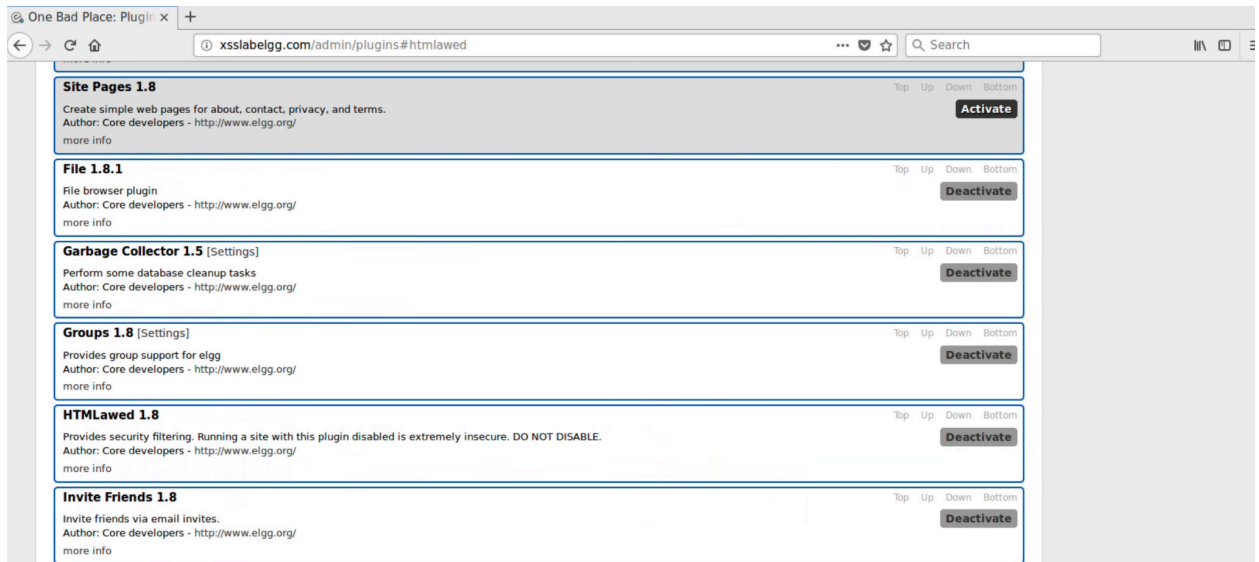 One Bad Place: Plugin
xsslabelgg.com/admin/plugins#htmlawed
Search
Site Pages 1.8 Top Up Down Bottom
Create simple web pages for about, contact, privacy, and terms. Activate
Author: Core developers - http://www.elgg.org/
more info
File 1.8.1 Top Up Down Bottom
File browser plugin Deactivate
Author: Core developers - http://www.elgg.org/
more info
Garbage Collector 1.5 [Settings] Top Up Down Bottom
Perform some database cleanup tasks Deactivate
Author: Core developers - http://www.elgg.org/
more info
Groups 1.8 [Settings] Top Up Down Bottom
Provides group support for elgg Deactivate
Author: Core developers - http://www.elgg.org/
more info
HTMLawed 1.8 Top Up Down Bottom
Provides security filtering. Running a site with this plugin disabled is extremely insecure. DO NOT DISABLE. Deactivate
Author: Core developers - http://www.elgg.org/
more info
Invite Friends 1.8 Top Up Down Bottom
Invite friends via email invites. Deactivate
Author: Core developers - http://www.elgg.org/
more info